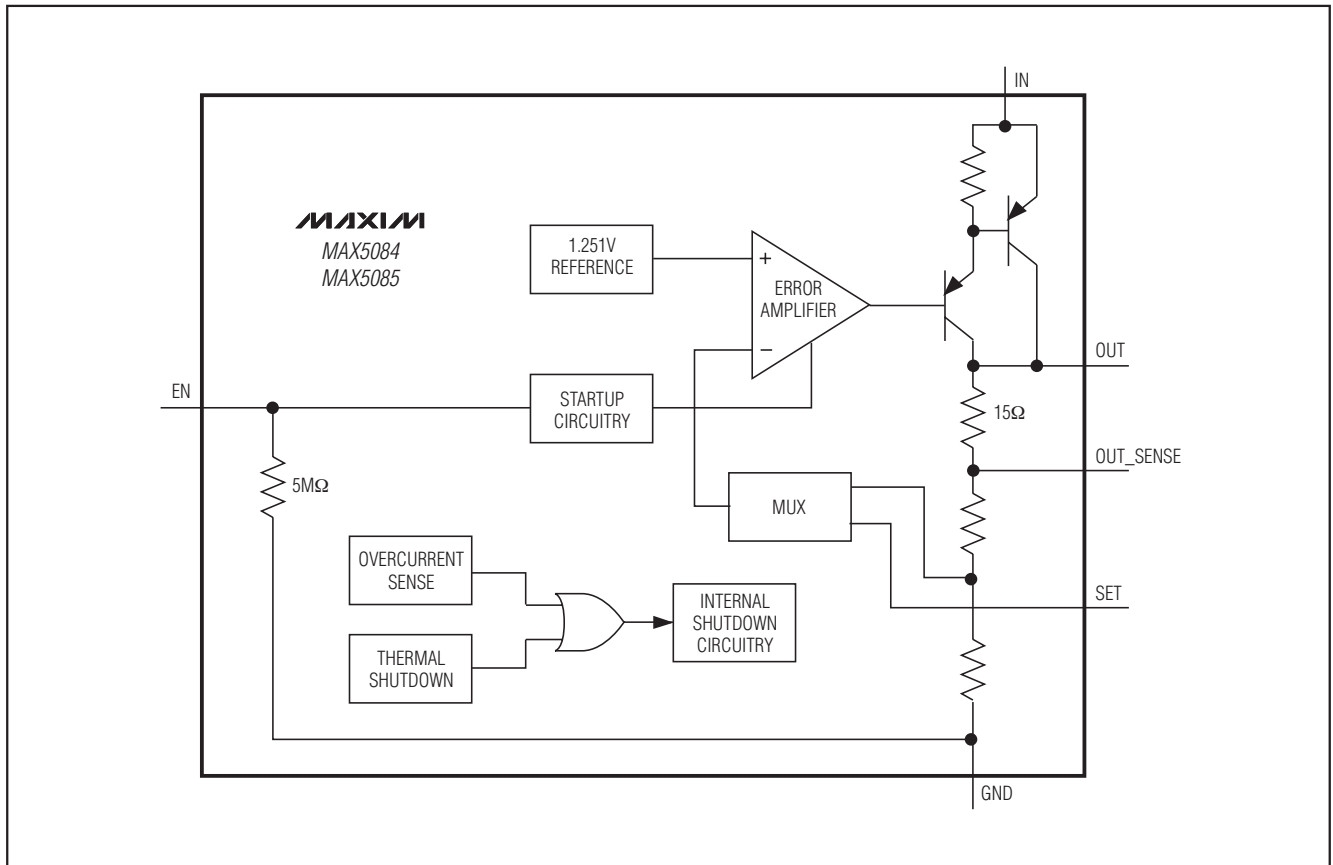 IN
MAXIM
MAX5084
MAX5085
1.251V
REFERENCE
+
ERROR
AMPLIFIER
−
OUT
EN
STARTUP
CIRCUITRY
15Ω
OUT_SENSE
5MΩ
MUX
OVERCURRENT
SENSE
INTERNAL
SHUTDOWN
CIRCUITRY
SET
THERMAL
SHUTDOWN
GND